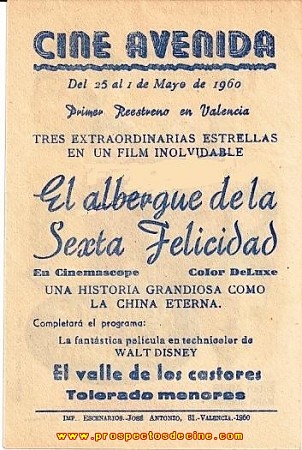 CINE AVENIDA
Del 25 al 1 de Mayo de 1960
Primer Reestreno en Valencia
TRES EXTRAORDINARIAS ESTRELLAS
EN UN FILM INOLVIDABLE
El albergue de la
Sexta Felicidad
En Cinemascope Color DeLuxe
UNA HISTORIA GRANDIOSA COMO
LA CHINA ETERNA.
Completará el programa:
La fantástica película en technicolor de
WALT DISNEY
El valle de los castores
Tolerado menores
IMP. ESCENARIOS-JOSÉ ANTONIO, 81.-VALENCIA.-1960
www.prospectosdecine.com